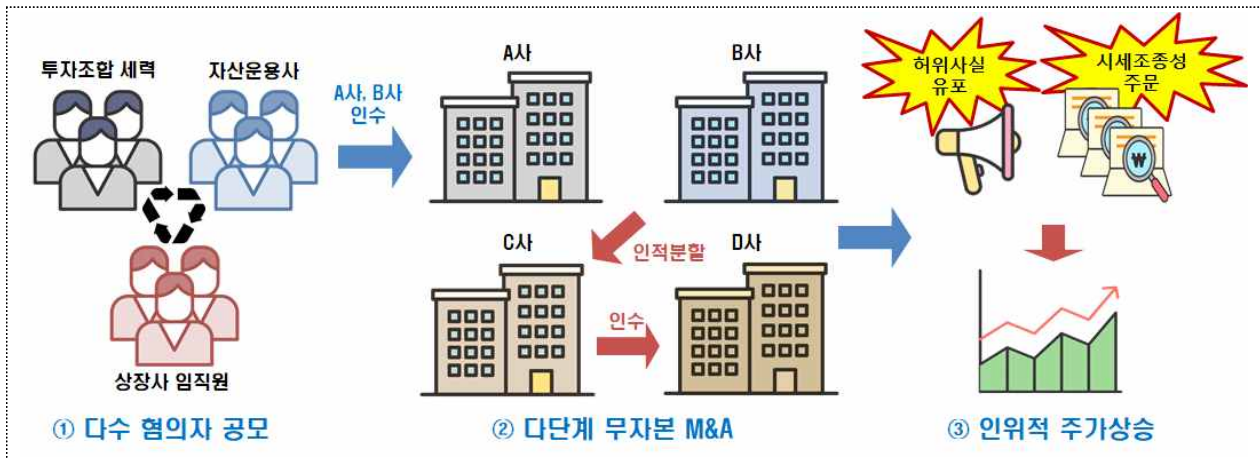 투자조합 세력
자산운용사
상장사 임직원
① 다수 혐의자 공모
A사, B사
인수
A사
B사
인적분할
C사
D사
인수
② 다단계 무자본 M&A
허위사실
유포
시세조종성
주문
₩
③ 인위적 주가상승